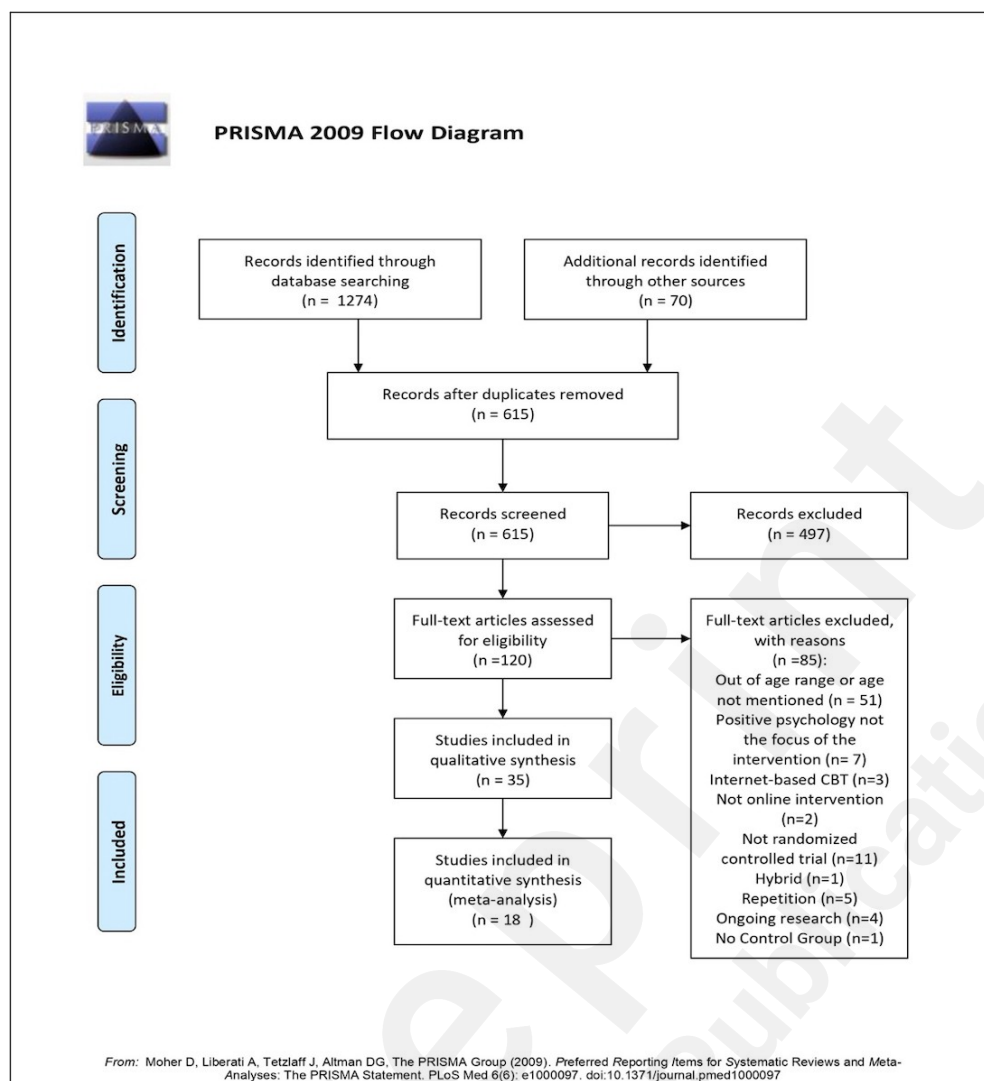 PRISMA
PRISMA 2009 Flow Diagram
Identification
Records identified through
database searching
(n = 1274)
Additional records identified
through other sources
(n = 70)
Records after duplicates removed
(n = 615)
Screening
Records screened
(n = 615)
Records excluded
(n = 497)
Eligibility
Full-text articles assessed
for eligibility
(n =120)
Full-text articles excluded,
with reasons
(n =85):
Out of age range or age
not mentioned (n = 51)
Positive psychology not
the focus of the
intervention (n= 7)
Internet-based CBT (n=3)
Not online intervention
(n=2)
Not randomized
controlled trial (n=11)
Hybrid (n=1)
Repetition (n=5)
Ongoing research (n=4)
No Control Group (n=1)
Studies included in
qualitative synthesis
n = 35)
Included
Studies included in
quantitative synthesis
(meta-analysis)
(n = 18 )
From: Moher D, Liberati A, Tetzlaff J, Altman DG, The PRISMA Group (2009). Preferred Reporting Items for Systematic Reviews and Meta-
Analyses: The PRISMA Statement. PLoS Med 6(6): e1000097. doi:10.1371/journal.pmed1000097